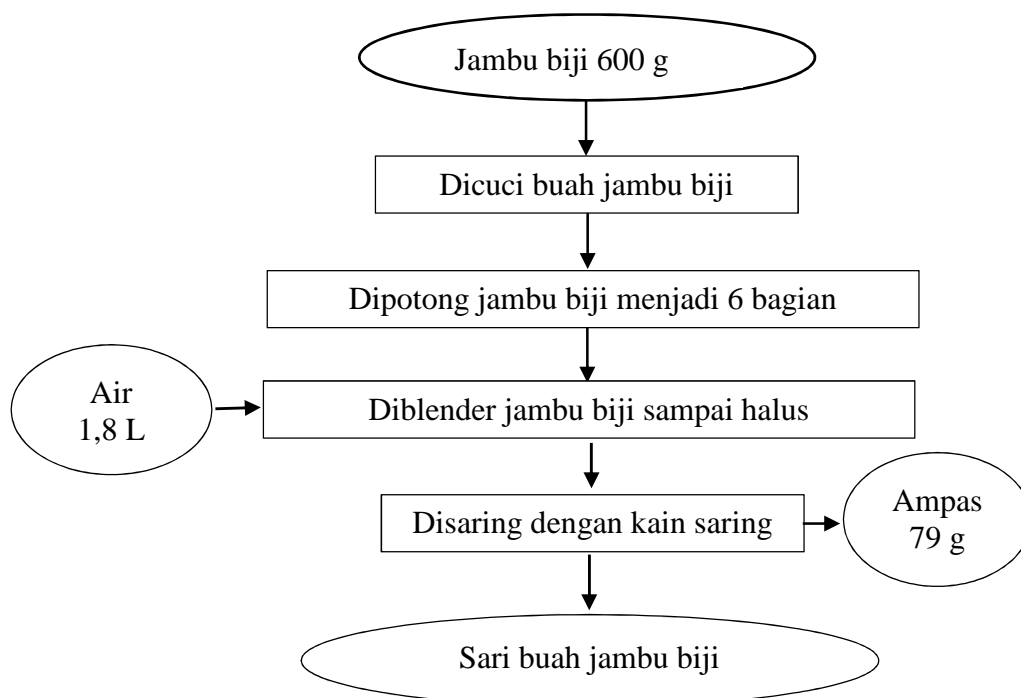 Jambu biji 600 g
Dicuci buah jambu biji
Dipotong jambu biji menjadi 6 bagian
Air
1,8 L
Diblender jambu biji sampai halus
Disaring dengan kain saring
Ampas
79 g
Sari buah jambu biji